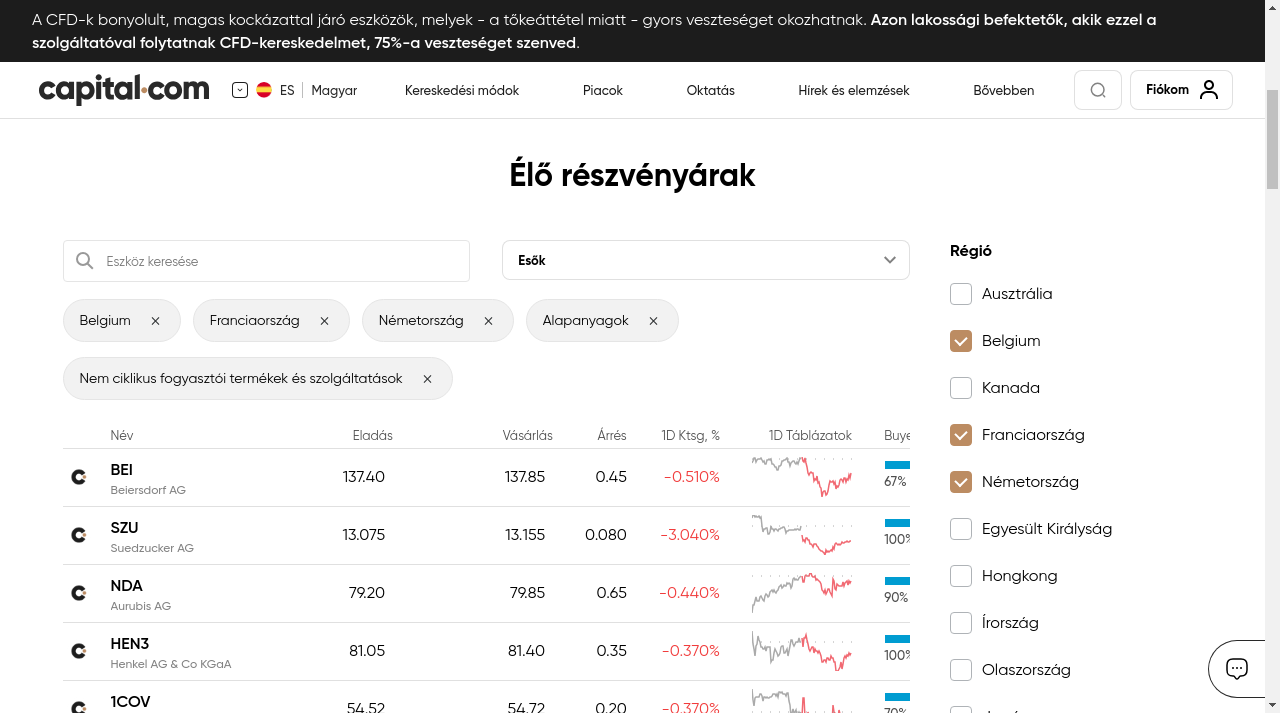 A CFD-k bonyolult, magas kockázattal járó eszközök, melyek - a tőkeáttétel miatt - gyors veszteséget okozhatnak. Azon lakossági befektetők, akik ezzel a
szolgáltatóval folytatnak CFD-kereskedelmet, 75%-a veszteséget szenved.
capital.com ES Magyar Kereskedési módok Piacok Oktatás Hírek és elemzések Bővebben Fiókom
Élő részvényárak
Eszköz keresése
Esők
Belgium Franciaország Németország Alapanyagok
Nem ciklikus fogyasztói termékek és szolgáltatások
Név Eladás Vásárlás Árrés 1D Ktsg, % 1D Táblázatok
BEI 137.40 137.85 0.45 -0.510% 67%
Beiersdorf AG
SZU 13.075 13.155 0.080 -3.040% 100%
Suedzucker AG
NDA 79.20 79.85 0.65 -0.440% 90%
Aurubis AG
HEN3 81.05 81.40 0.35 -0.370% 100%
Henkel AG & Co KGaA
1COV 54.52 54.72 0.20 -0.370%
Régió
Ausztrália
Belgium
Kanada
Franciaország
Németország
Egyesült Királyság
Hongkong
Írország
Olaszország